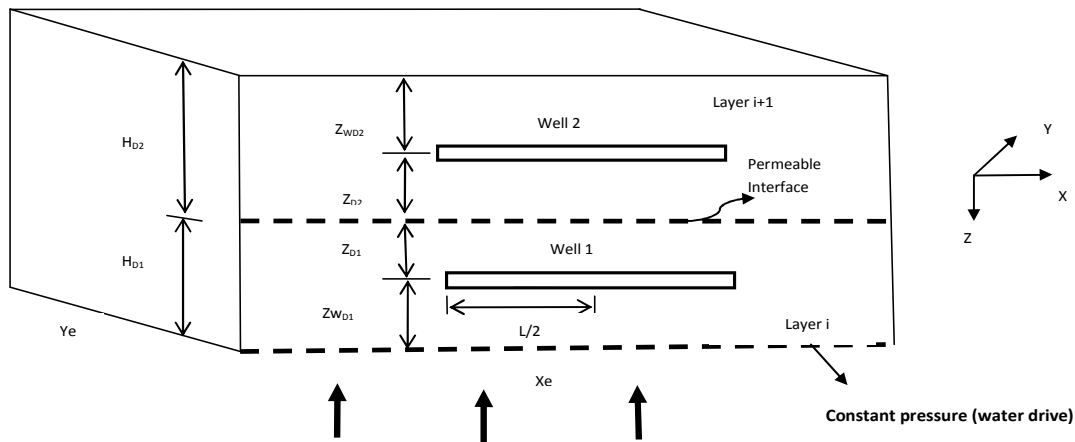 Layer i+1
Z_WD2
Well 2
H_D2
Y
Permeable
Interface
X
Z_D2
Z
Z_D1
Well 1
H_D1
Zw_D1
L/2
Ye
Layer i
Xe
Constant pressure (water drive)